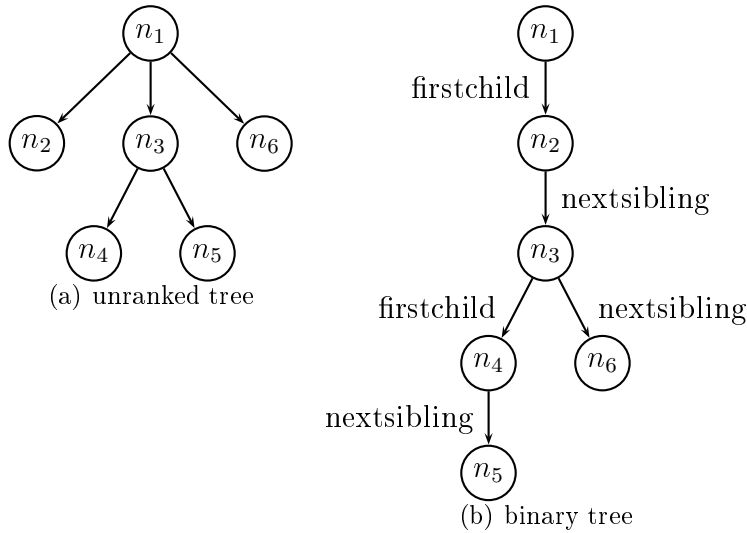 n₁
n₂ n₃ n₆
n₄ n₅
(a) unranked tree
n₁
firstchild
n₂
nextsibling
n₃
firstchild nextsibling
n₄ n₆
nextsibling
n₅
(b) binary tree